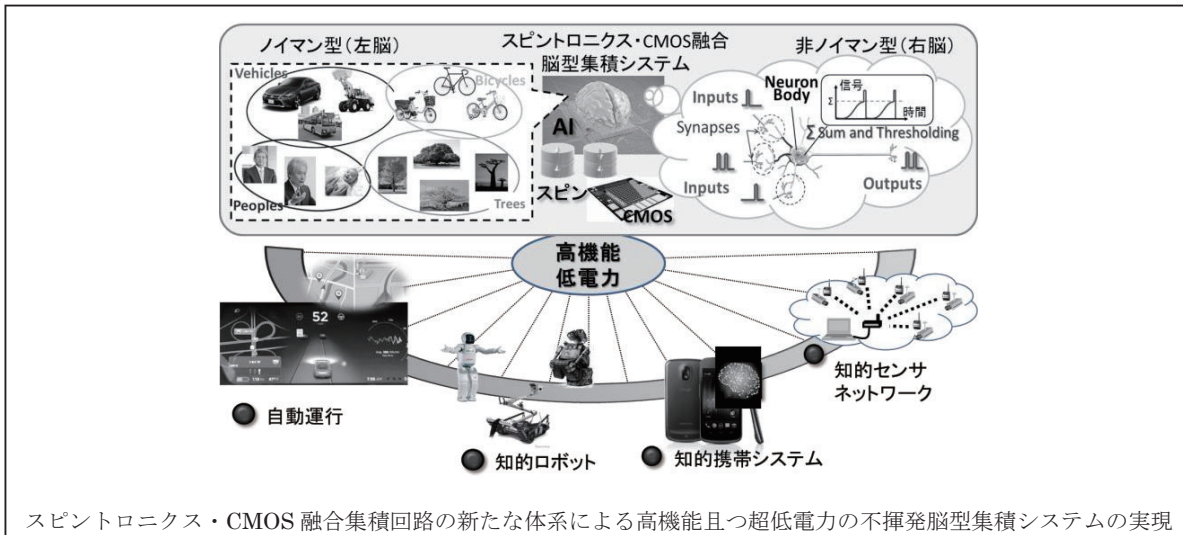 ノイマン型（左脳）
スピントロニクス・CMOS融合
脳型集積システム
非ノイマン型（右脳）
Vehicles
Bicycles
Peoples
Trees
AI
スピン
CMOS
Inputs
Synapses
Inputs
Neuron
Body
信号
Σ
時間
Σ Sum and Thresholding
Outputs
高機能
低電力
52
自動運行
知的ロボット
知的携帯システム
知的センサ
ネットワーク
スピントロニクス・CMOS 融合集積回路の新たな体系による高機能且つ超低電力の不揮発脳型集積システムの実現